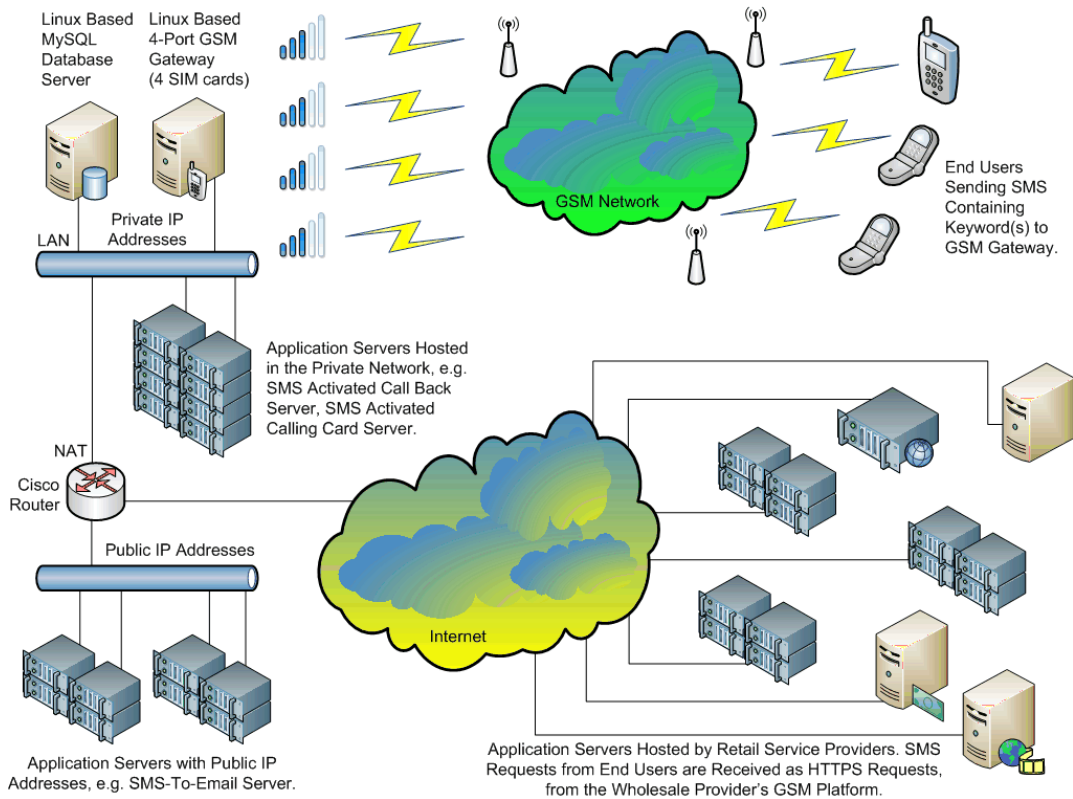 Linux Based
MySQL
Database
Server
Linux Based
4-Port GSM
Gateway
(4 SIM cards)
GSM Network
End Users
Sending SMS
Containing
Keyword(s) to
GSM Gateway.
Private IP
Addresses
LAN
Application Servers Hosted
in the Private Network, e.g.
SMS Activated Call Back
Server, SMS Activated
Calling Card Server.
NAT
Cisco
Router
Public IP Addresses
Internet
Application Servers with Public IP
Addresses, e.g. SMS-To-Email Server.
Application Servers Hosted by Retail Service Providers. SMS
Requests from End Users are Received as HTTPS Requests,
from the Wholesale Provider's GSM Platform.